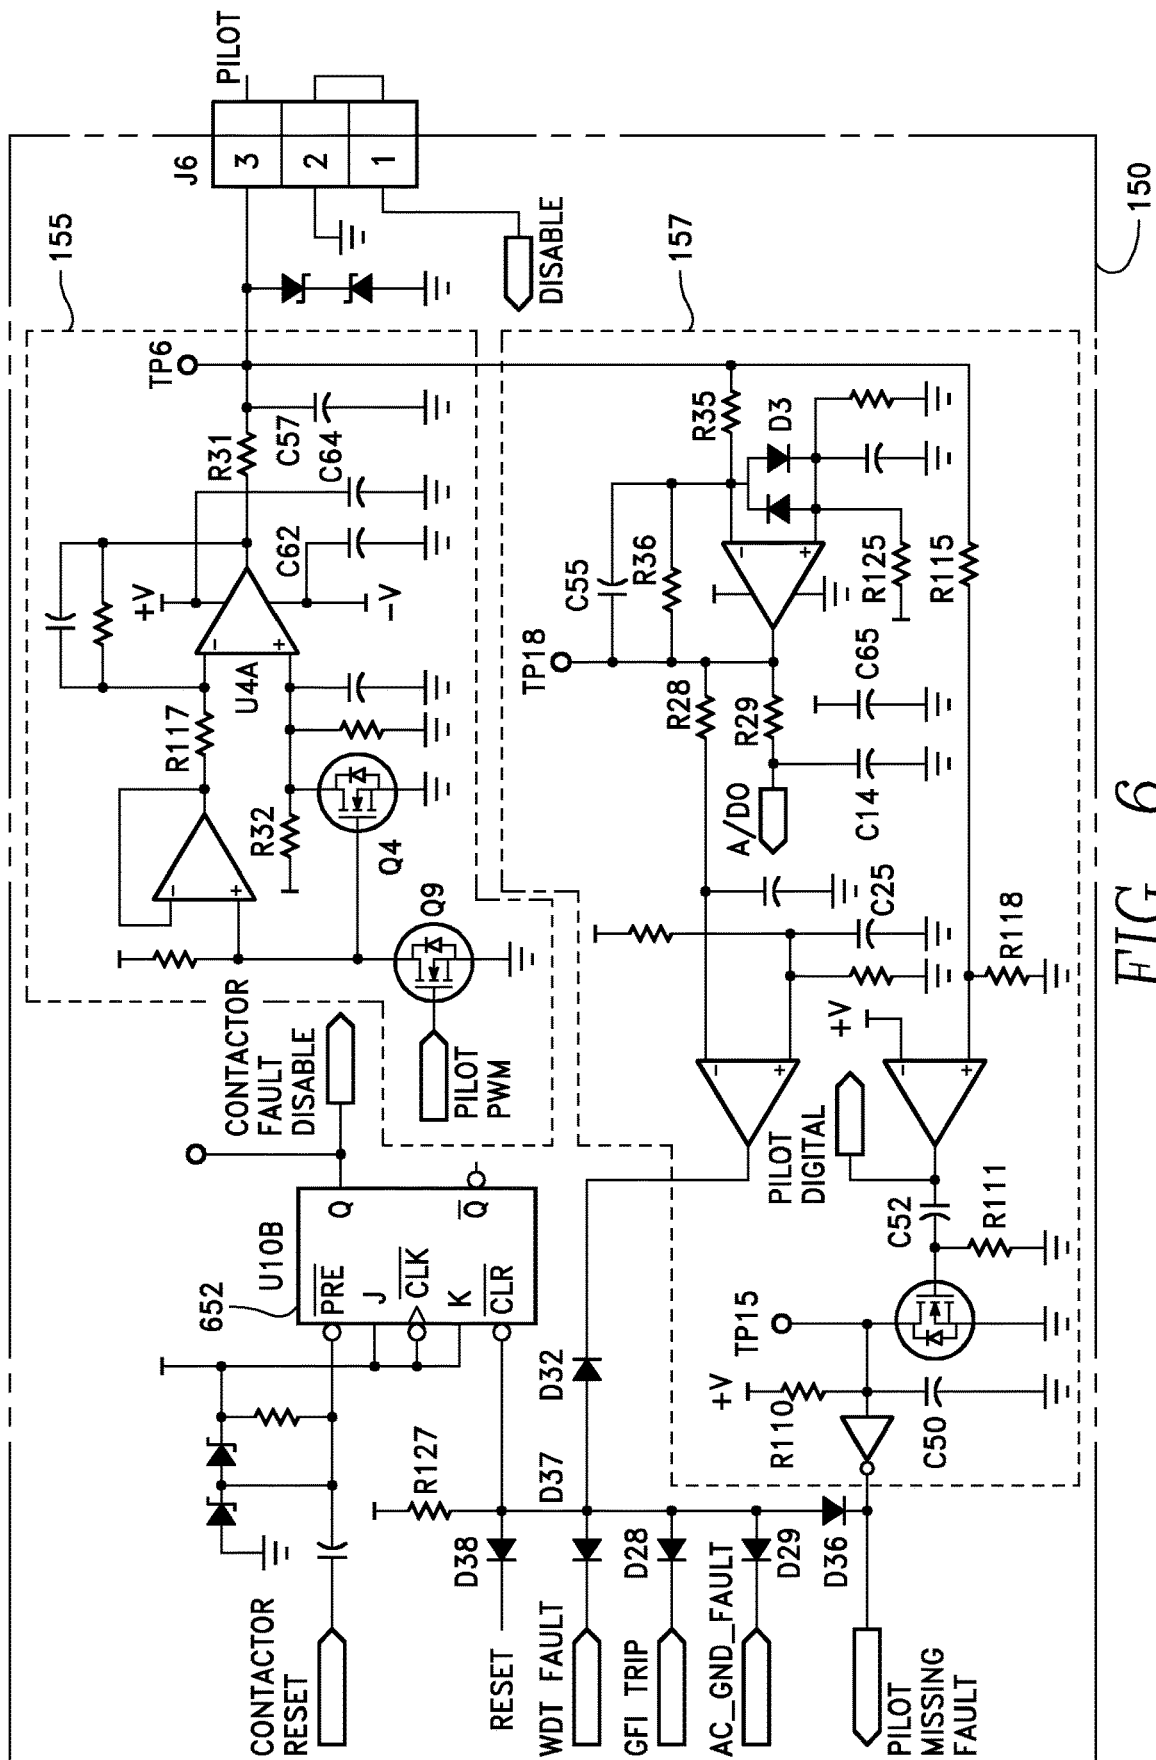 PILOT
J6
3
2
1
155
TP6
DISABLE
150
157
R31
C57
C64
+V
C62
-V
U4A
R117
R32
Q4
Q9
PILOT
PWM
R35
D3
C55
R36
TP18
R125
R115
R28
R29
C65
A/DO
C14
C25
R118
+V
CONTACTOR
FAULT
DISABLE
652
U10B
PRE
J
CLK
K
CLR
Q
Q
PILOT
DIGITAL
C52
R111
TP15
+V
R110
C50
D32
D37
R127
D38
D28
D29
D36
CONTACTOR
RESET
RESET
WDT FAULT
GFI TRIP
AC_GND_FAULT
PILOT
MISSING
FAULT
FIG 6